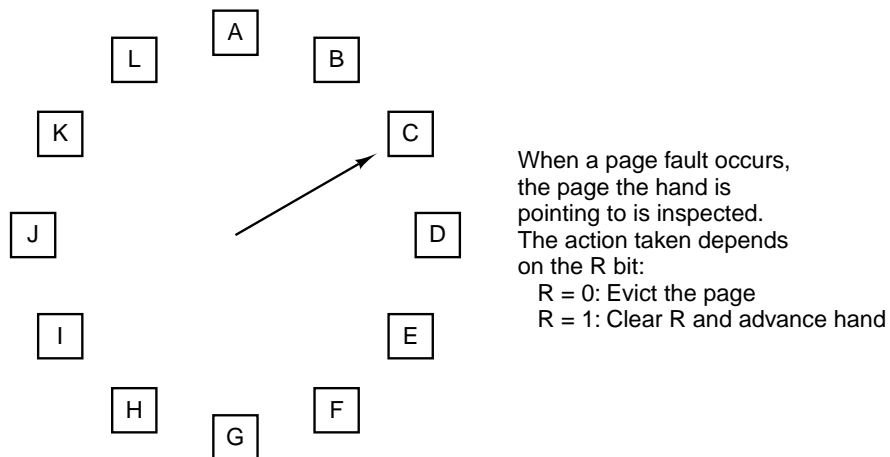 A
L
B
K
C
J
D
I
E
H
F
G
When a page fault occurs,
the page the hand is
pointing to is inspected.
The action taken depends
on the R bit:
R = 0: Evict the page
R = 1: Clear R and advance hand